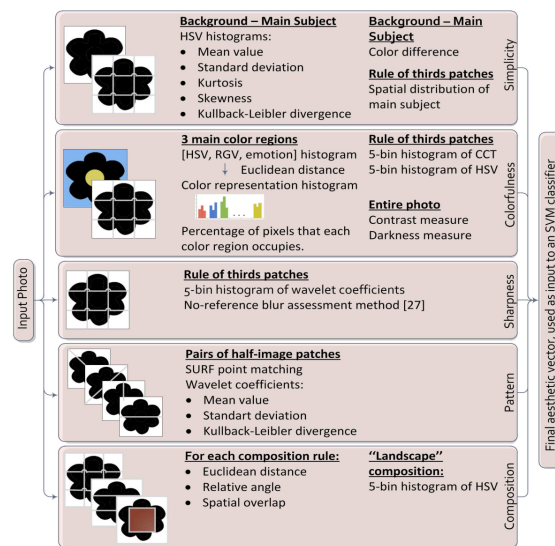 Input Photo
Background – Main Subject
HSV histograms:
• Mean value
• Standard deviation
• Kurtosis
• Skewness
• Kullback-Leibler divergence
Background – Main
Subject
Color difference
Rule of thirds patches
Spatial distribution of
main subject
Simplicity
3 main color regions
[HSV, RGV, emotion] histogram
Euclidean distance
Color representation histogram
...
Percentage of pixels that each
color region occupies.
Rule of thirds patches
5-bin histogram of CCT
5-bin histogram of HSV
Entire photo
Contrast measure
Darkness measure
Colorfulness
Rule of thirds patches
5-bin histogram of wavelet coefficients
No-reference blur assessment method [27]
Sharpness
Pairs of half-image patches
SURF point matching
Wavelet coefficients:
• Mean value
• Standart deviation
• Kullback-Leibler divergence
Pattern
For each composition rule:
• Euclidean distance
• Relative angle
• Spatial overlap
“Landscape”
composition:
5-bin histogram of HSV
Composition
Final aesthetic vector, used as input to an SVM classifier